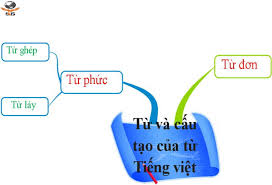 Từ ghép
Từ láy
Từ phức
Từ đơn
Từ và cấu
tạo của từ
Tiếng việt